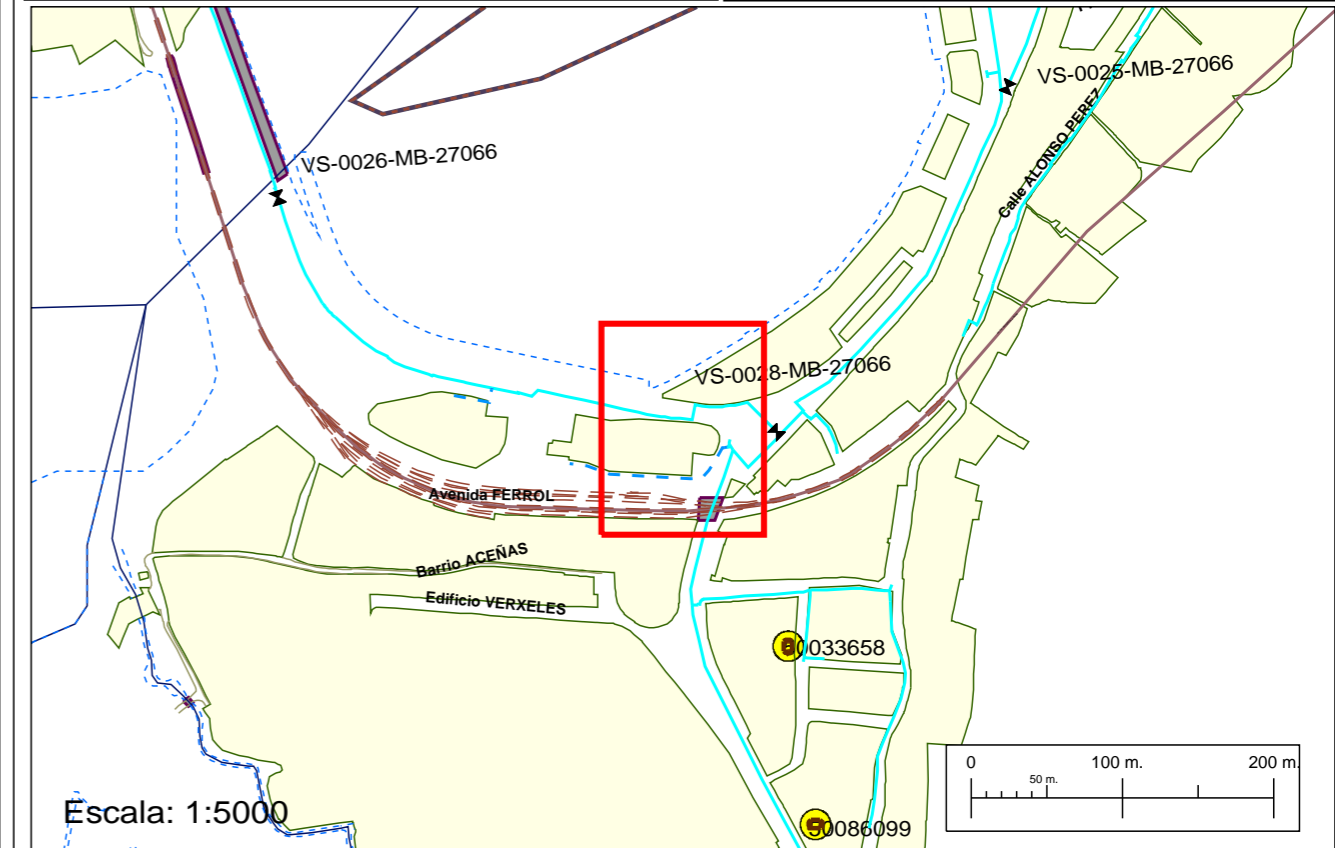 VS-0025-MB-27066
Calle ALONSO PEREZ
VS-0026-MB-27066
VS-0028-MB-27066
Avenida FERROL
Barrio ACEÑAS
Edificio VERXELES
0033658
0 100 m. 200 m.
50 m.
Escala: 1:5000
0086099